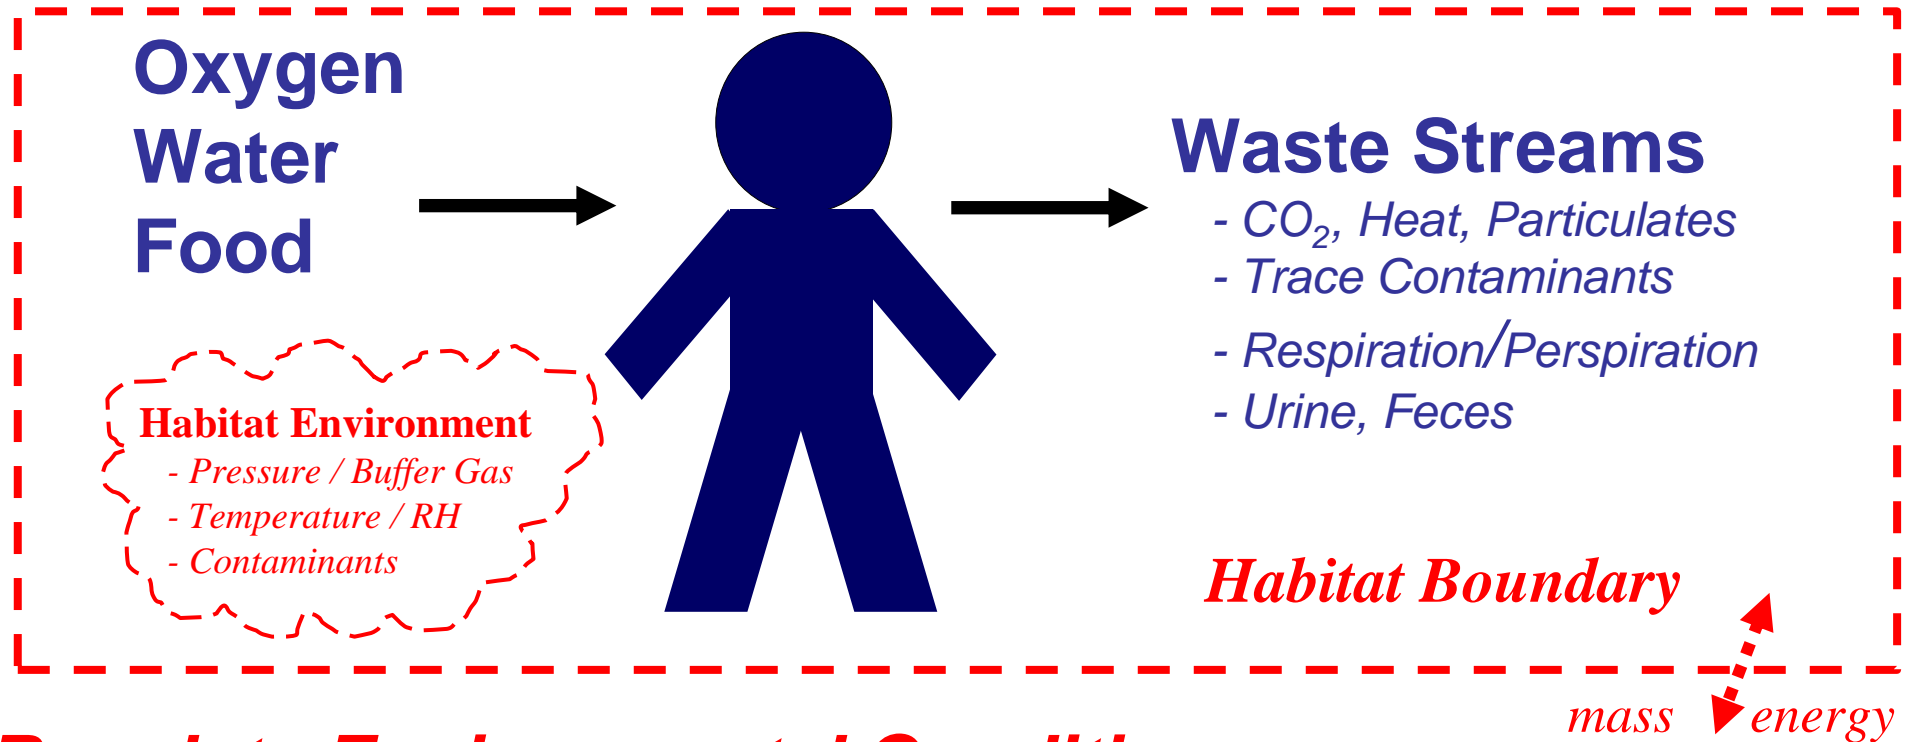 Oxygen
Water
Food
Waste Streams
- CO₂, Heat, Particulates
- Trace Contaminants
- Respiration/Perspiration
- Urine, Feces
Habitat Environment
- Pressure / Buffer Gas
- Temperature / RH
- Contaminants
Habitat Boundary
mass energy